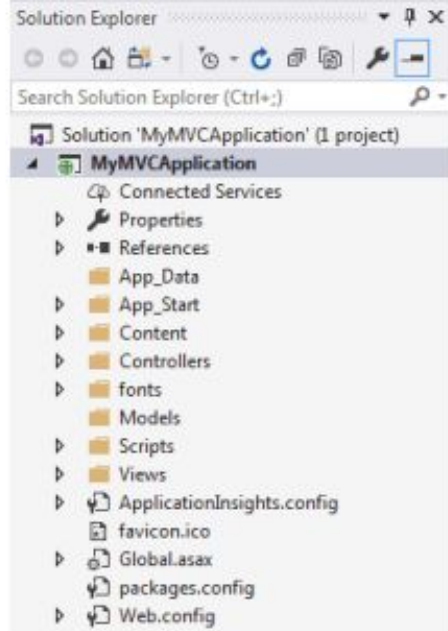 Solution Explorer
Search Solution Explorer (Ctrl+;)
Solution 'MyMVCApplication' (1 project)
MyMVCApplication
Connected Services
Properties
References
App_Data
App_Start
Content
Controllers
fonts
Models
Scripts
Views
ApplicationInsights.config
favicon.ico
Global.asax
packages.config
Web.config